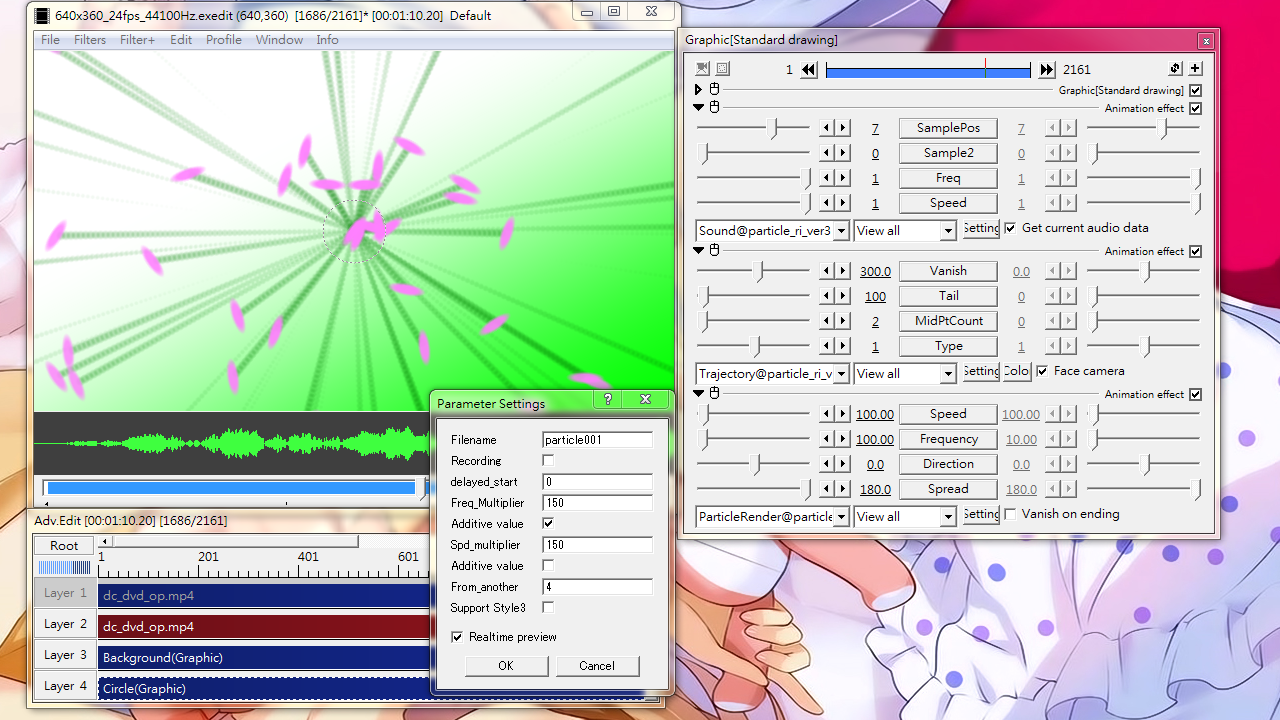 640x360_24fps_44100Hz.exedit (640,360) [1686/2161]* [00:01:10.20] Default
File Filters Filter+ Edit Profile Window Info
Graphic[Standard drawing]
1 2161
Graphic[Standard drawing]
Animation effect
7 SamplePos 7
0 Sample2 0
1 Freq 1
1 Speed 1
Sound@particle_ri_ver3 View all Setting Get current audio data
Animation effect
300.0 Vanish 0.0
100 Tail 0
2 MidPtCount 0
1 Type 1
Trajectory@particle_ri_v View all Setting Colo Face camera
Animation effect
100.00 Speed 100.00
100.00 Frequency 10.00
0.0 Direction 0.0
180.0 Spread 180.0
ParticleRender@particle View all Setting Vanish on ending
Parameter Settings
Filename particle001
Recording
delayed_start 0
Freq_Multiplier 150
Additive value
Spd_multiplier 150
Additive value
From_another 4
Support Style3
Realtime preview
OK Cancel
Adv.Edit [00:01:10.20] [1686/2161]
Root
1 201 401 601
Layer 1 dc_dvd_op.mp4
Layer 2 dc_dvd_op.mp4
Layer 3 Background(Graphic)
Layer 4 Circle(Graphic)